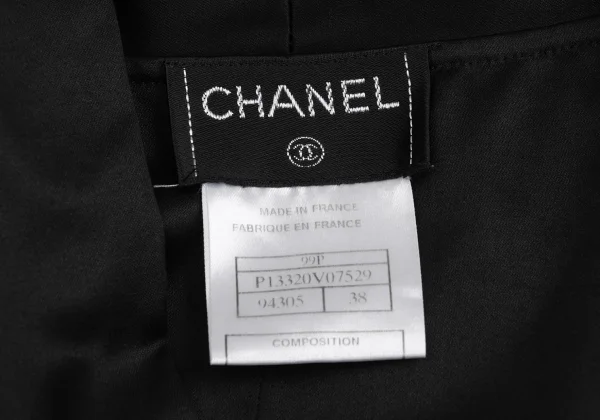 CHANEL
MADE IN FRANCE
FABRIQUE EN FRANCE
99P
P13320V07529
94305 38
COMPOSITION